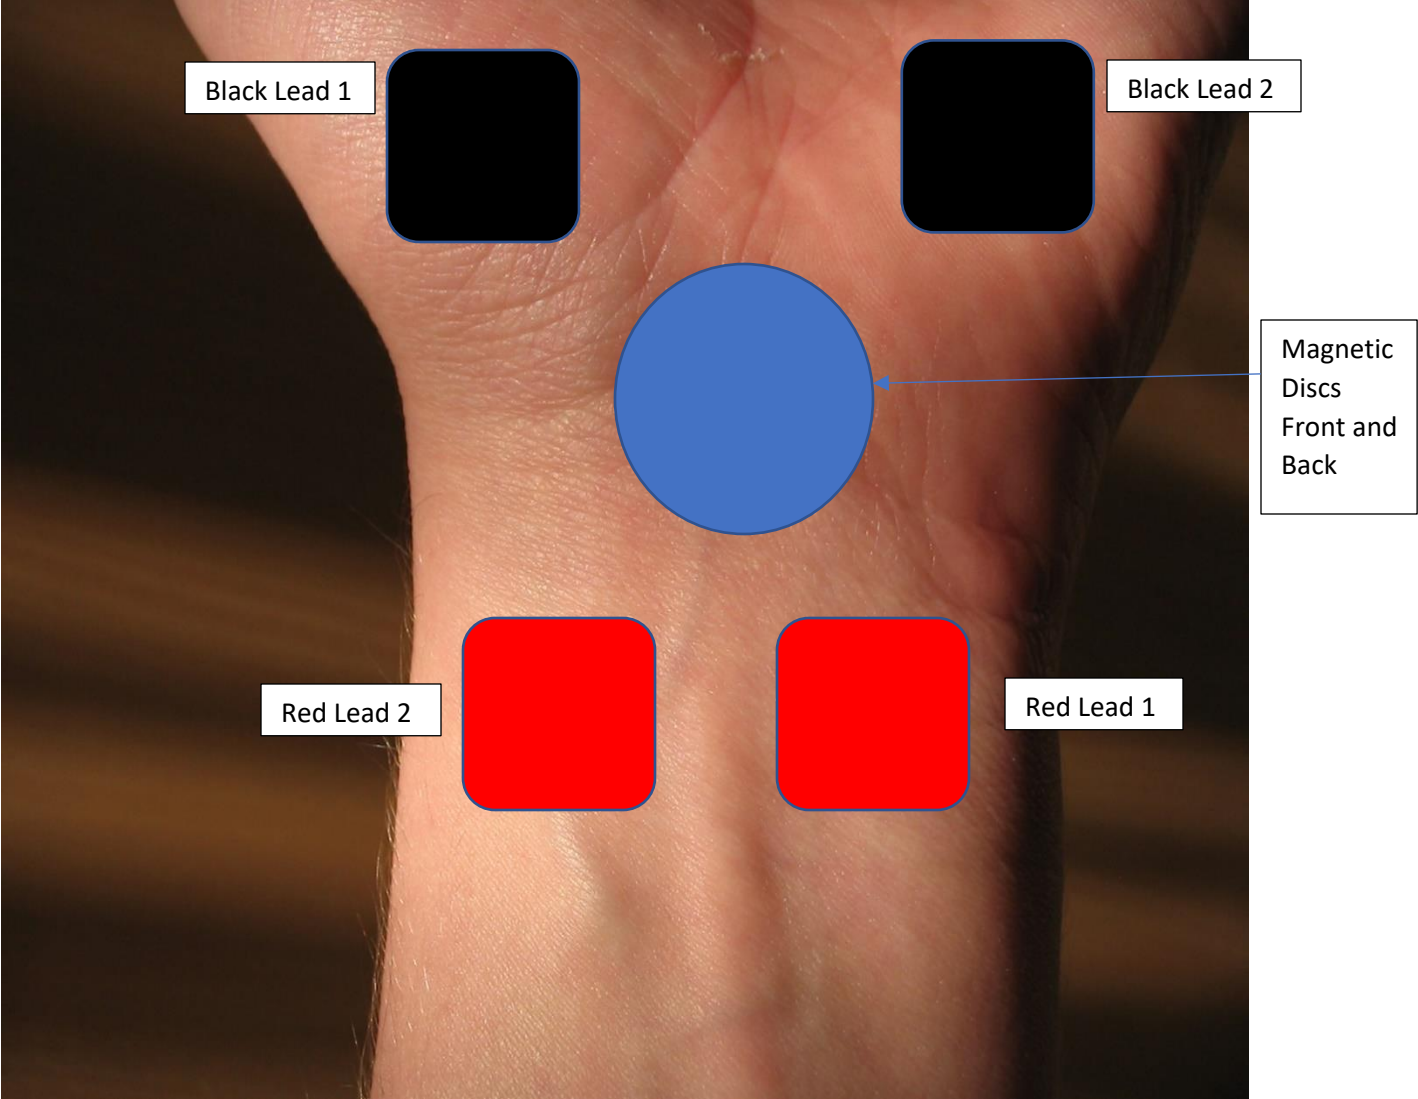 Black Lead 1
Black Lead 2
Magnetic
Discs
Front and
Back
Red Lead 2
Red Lead 1